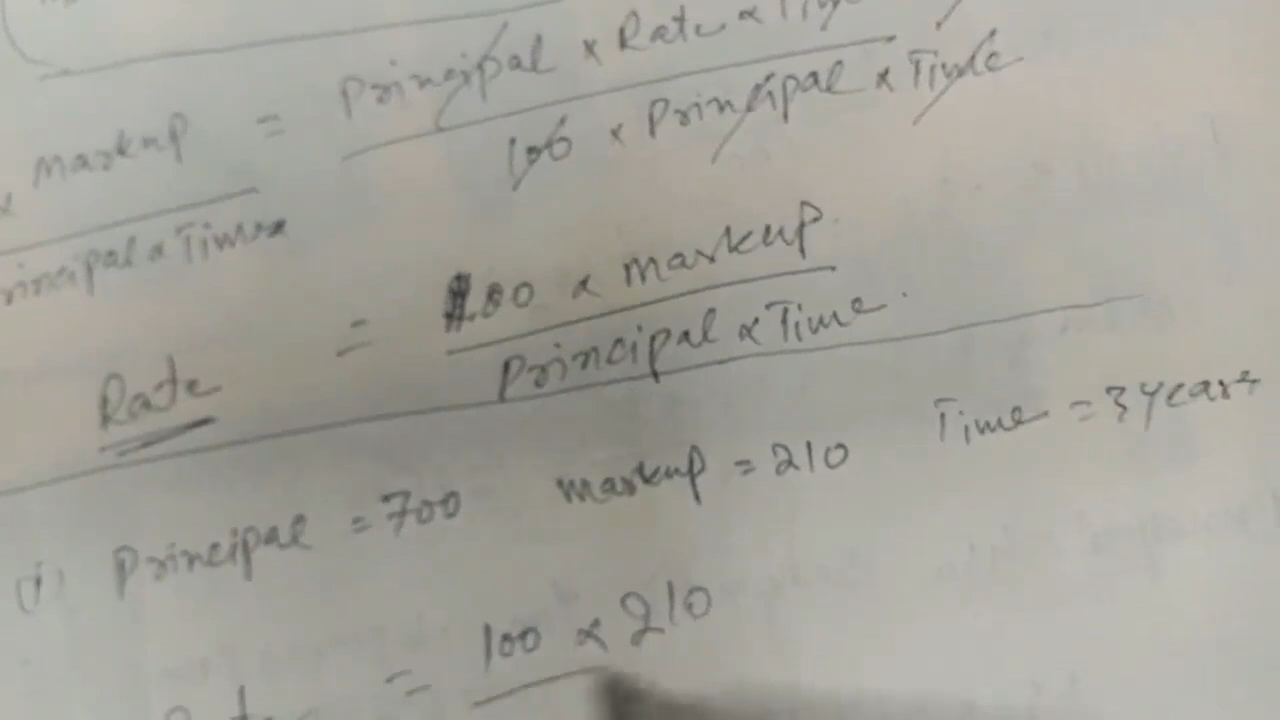 markup = Principal × Rate ×
100 × Principal × Time
Principal × Time
Rate = 100 × markup
Principal × Time.
(i) Principal = 700 markup = 210 Time = 3 Years
= 100 × 210